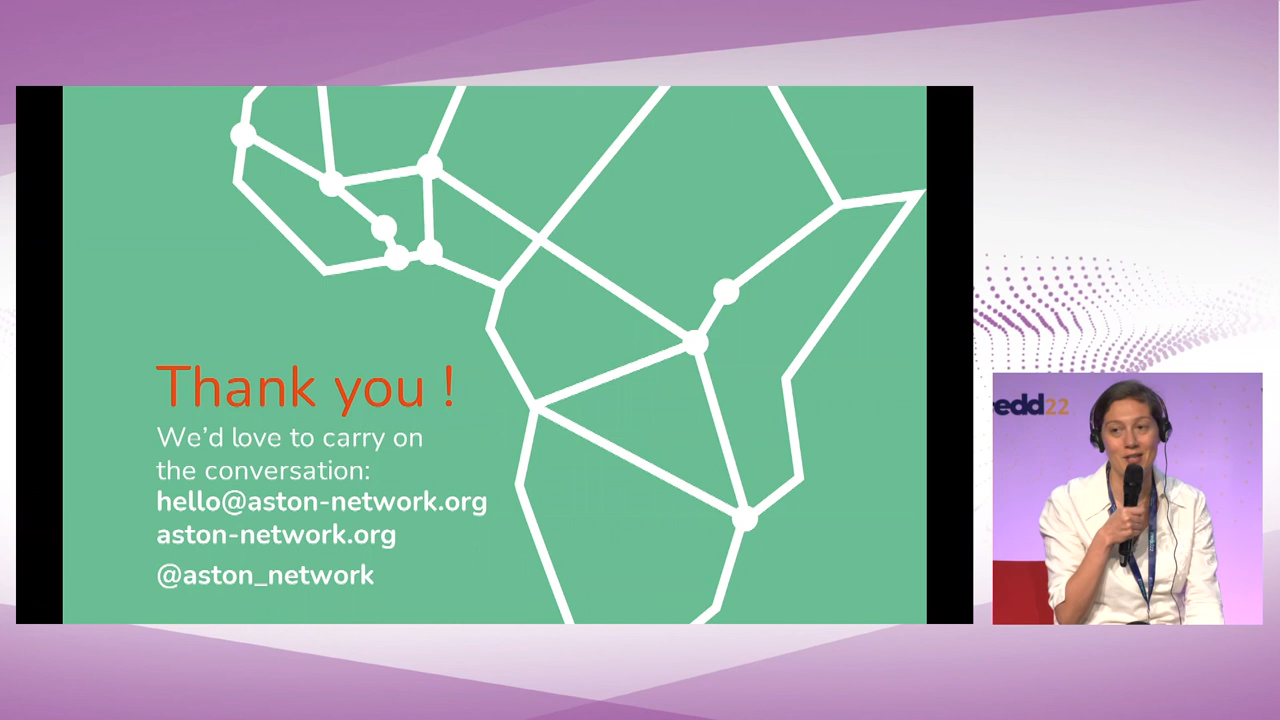 Thank you !
We’d love to carry on
the conversation:
hello@aston-network.org
aston-network.org
@aston_network
edd22